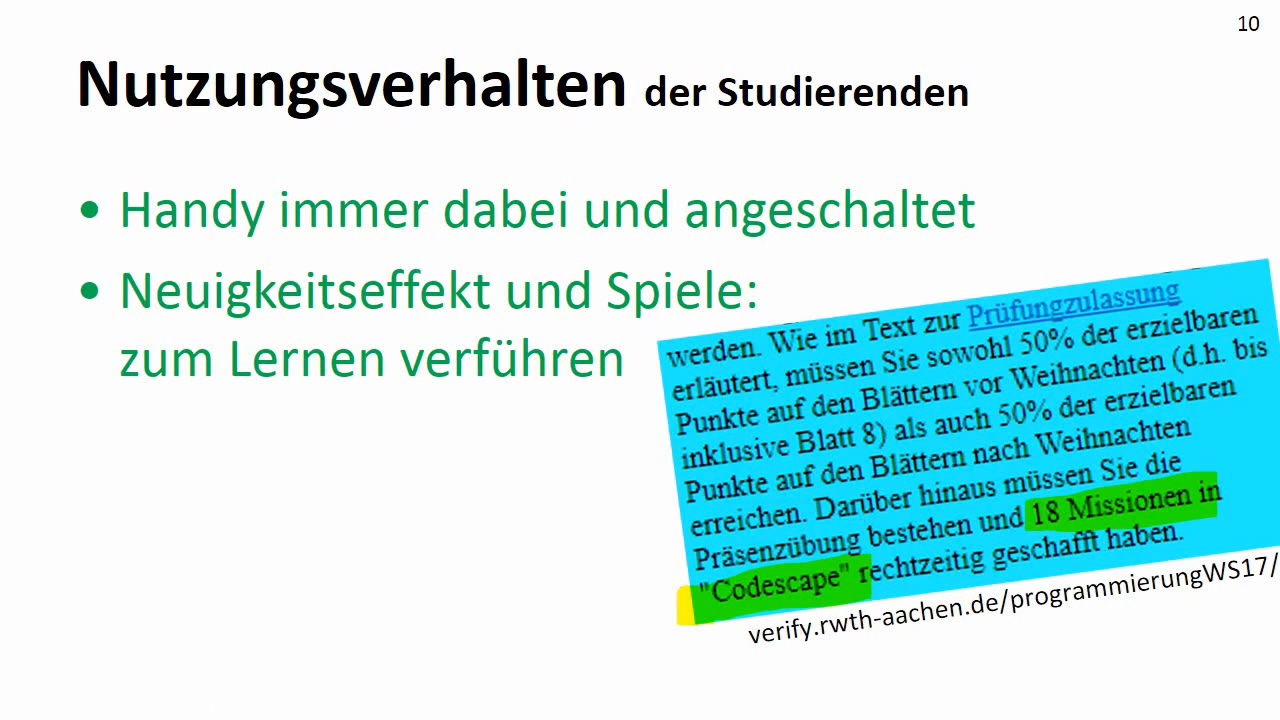 10
Nutzungsverhalten der Studierenden
• Handy immer dabei und angeschaltet
• Neuigkeitseffekt und Spiele:
zum Lernen verführen
werden. Wie im Text zur Prüfungzulassung
erläutert, müssen Sie sowohl 50% der erzielbaren
Punkte auf den Blättern vor Weihnachten (d.h. bis
inklusive Blatt 8) als auch 50% der erzielbaren
Punkte auf den Blättern nach Weihnachten
erreichen. Darüber hinaus müssen Sie die
Präsenzübung bestehen und 18 Missionen in
"Codescape" rechtzeitig geschafft haben.
verify.rwth-aachen.de/programmierungWS17/